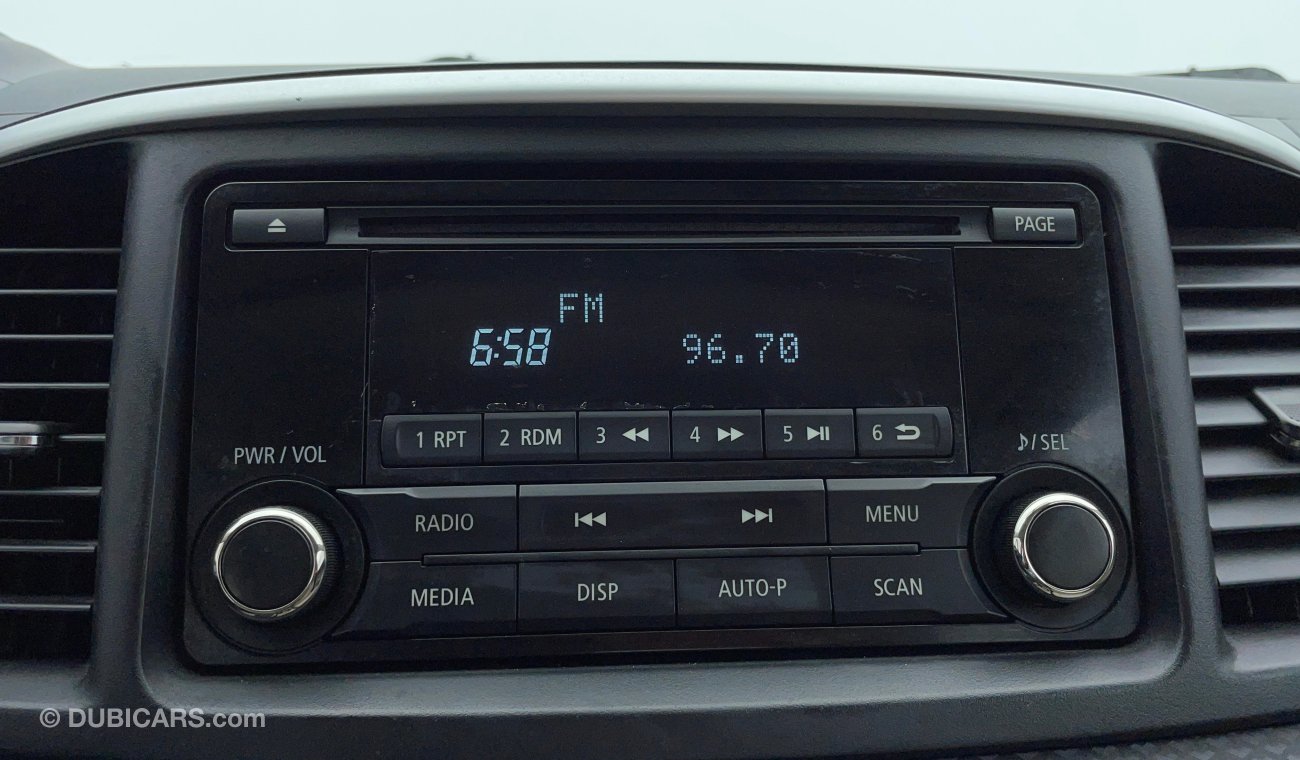 PAGE
FM
6:58 96.70
1 RPT 2 RDM 3 4 5 6
PWR / VOL
♪/ SEL
RADIO MENU
MEDIA DISP AUTO-P SCAN
© DUBICARS.com